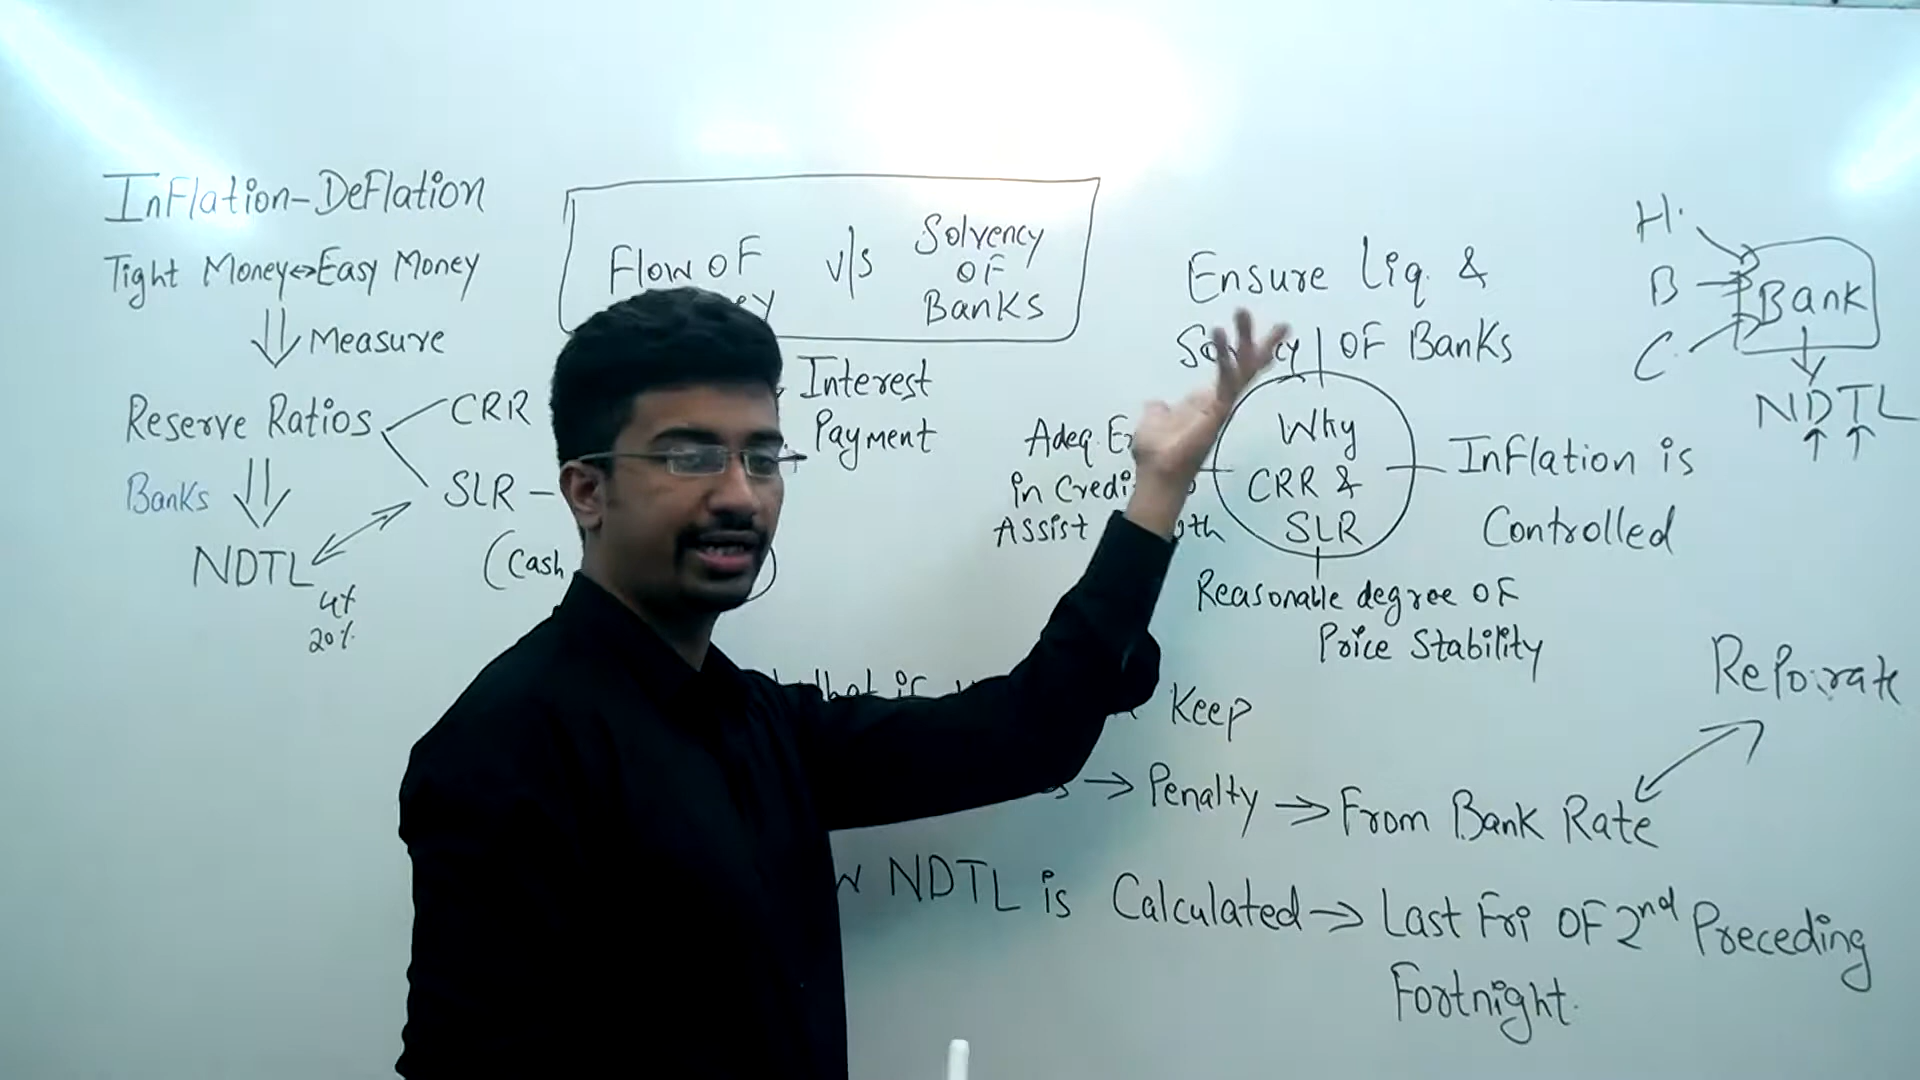 Inflation-Deflation
Tight Money↔Easy Money
Measure
Reserve Ratios
CRR
SLR -
Banks
NDTL
4%
20%
(Cash
Flow of
v/s
Solvency
of
Banks
Interest
Payment
Ensure Liq. &
of Banks
Why
CRR &
SLR
Adeq.
in Credit
Assist
Inflation is
Controlled
Reasonable degree of
Price Stability
H.
B
C.
Bank
NDTL
Repo.rate
that if
Keep
→ Penalty → From Bank Rate
NDTL is Calculated → Last Fri of 2nd Preceding
Fortnight.